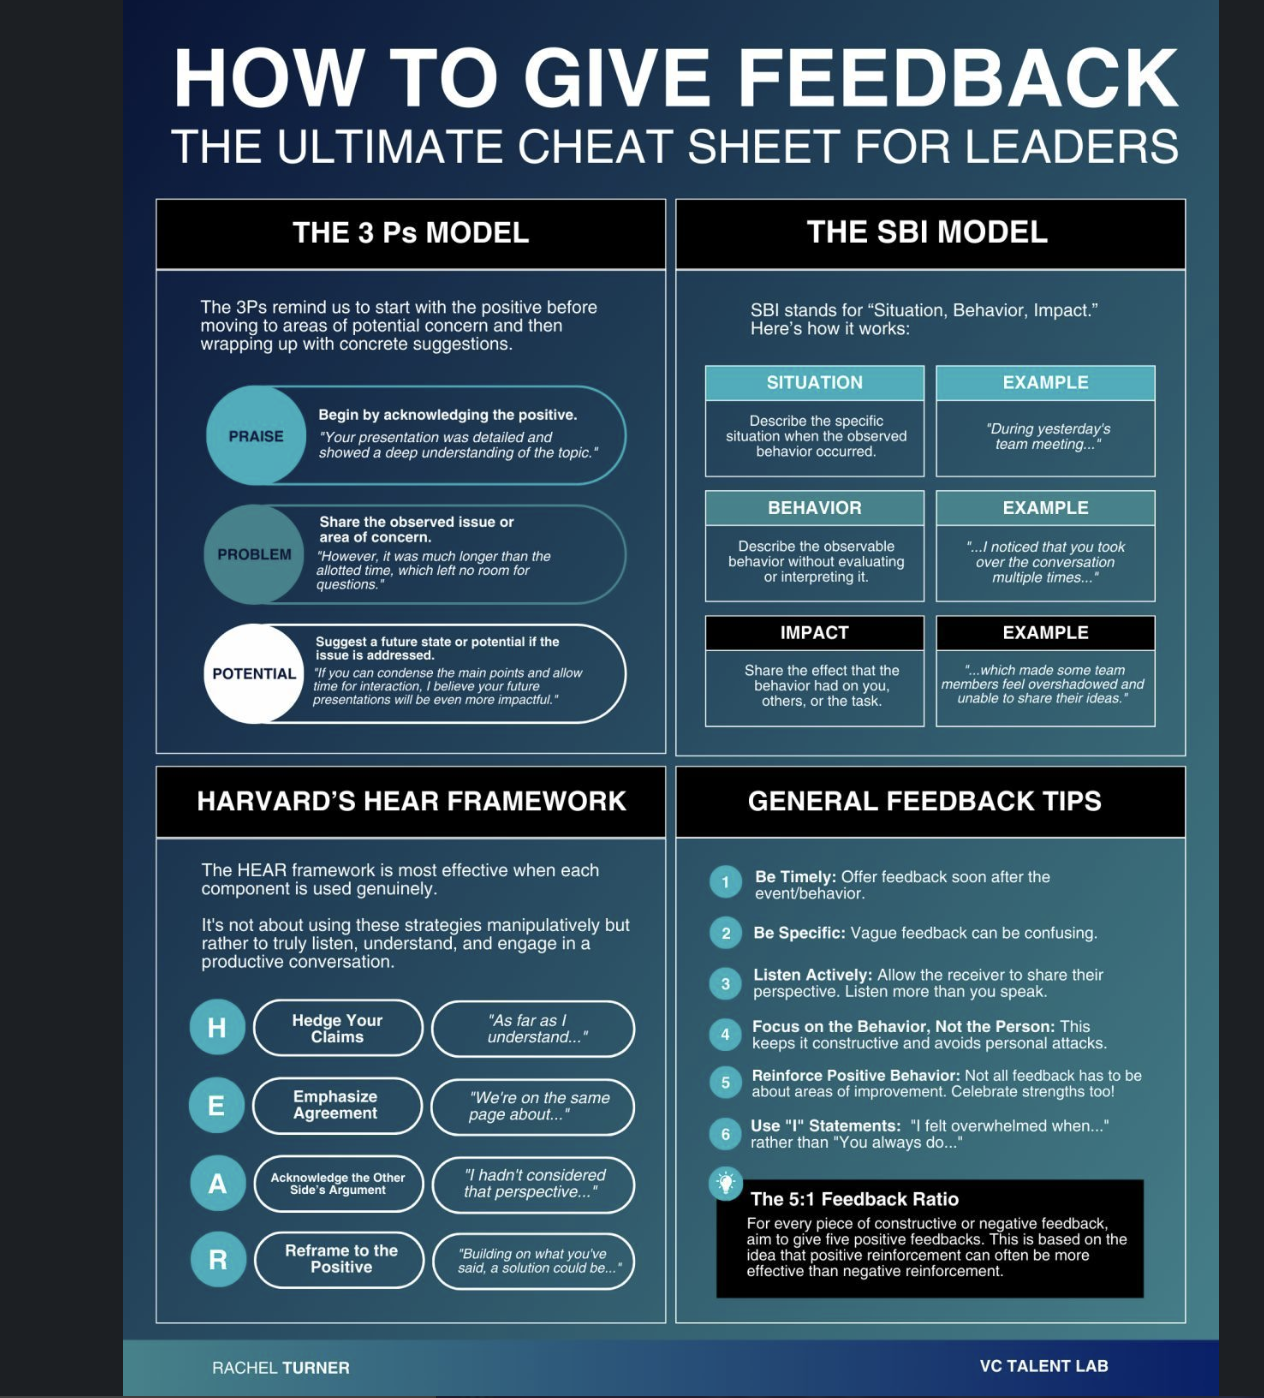 HOW TO GIVE FEEDBACK
THE ULTIMATE CHEAT SHEET FOR LEADERS
THE 3 Ps MODEL
The 3Ps remind us to start with the positive before
moving to areas of potential concern and then
wrapping up with concrete suggestions.
PRAISE
Begin by acknowledging the positive.
"Your presentation was detailed and
showed a deep understanding of the topic."
PROBLEM
Share the observed issue or
area of concern.
"However, it was much longer than the
allotted time, which left no room for
questions."
POTENTIAL
Suggest a future state or potential if the
issue is addressed.
"If you can condense the main points and allow
time for interaction, I believe your future
presentations will be even more impactful."
THE SBI MODEL
SBI stands for “Situation, Behavior, Impact.”
Here’s how it works:
SITUATION
Describe the specific
situation when the observed
behavior occurred.
EXAMPLE
"During yesterday's
team meeting..."
BEHAVIOR
Describe the observable
behavior without evaluating
or interpreting it.
EXAMPLE
"...I noticed that you took
over the conversation
multiple times..."
IMPACT
Share the effect that the
behavior had on you,
others, or the task.
EXAMPLE
"...which made some team
members feel overshadowed and
unable to share their ideas."
HARVARD’S HEAR FRAMEWORK
The HEAR framework is most effective when each
component is used genuinely.
It's not about using these strategies manipulatively but
rather to truly listen, understand, and engage in a
productive conversation.
H
Hedge Your
Claims
"As far as I
understand..."
E
Emphasize
Agreement
"We're on the same
page about..."
A
Acknowledge the Other
Side’s Argument
"I hadn't considered
that perspective..."
R
Reframe to the
Positive
"Building on what you've
said, a solution could be..."
GENERAL FEEDBACK TIPS
1 Be Timely: Offer feedback soon after the
event/behavior.
2 Be Specific: Vague feedback can be confusing.
3 Listen Actively: Allow the receiver to share their
perspective. Listen more than you speak.
4 Focus on the Behavior, Not the Person: This
keeps it constructive and avoids personal attacks.
5 Reinforce Positive Behavior: Not all feedback has to be
about areas of improvement. Celebrate strengths too!
6 Use "I" Statements: "I felt overwhelmed when..."
rather than "You always do..."
The 5:1 Feedback Ratio
For every piece of constructive or negative feedback,
aim to give five positive feedbacks. This is based on the
idea that positive reinforcement can often be more
effective than negative reinforcement.
RACHEL TURNER
VC TALENT LAB